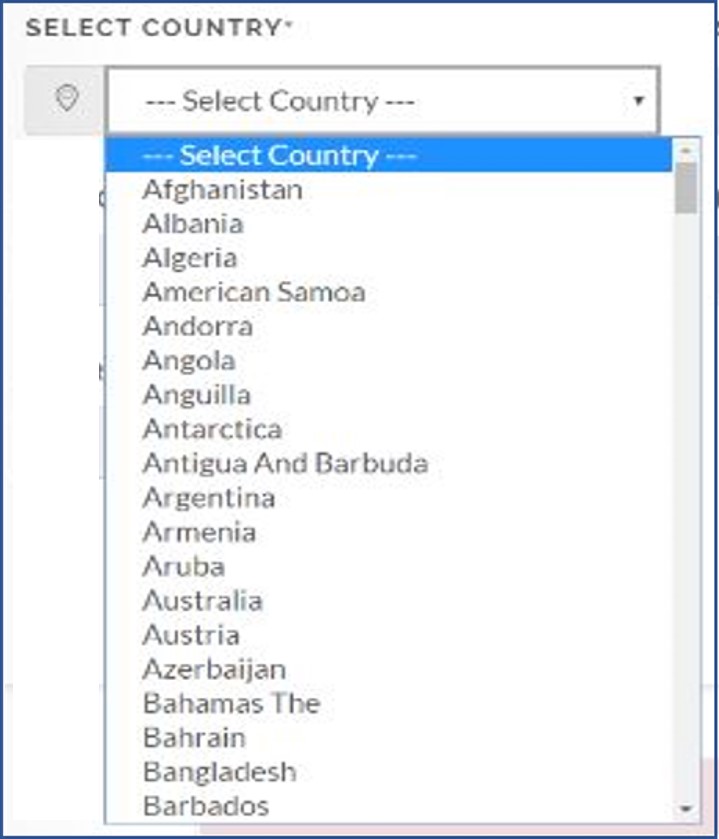 SELECT COUNTRY*
--- Select Country ---
--- Select Country ---
Afghanistan
Albania
Algeria
American Samoa
Andorra
Angola
Anguilla
Antarctica
Antigua And Barbuda
Argentina
Armenia
Aruba
Australia
Austria
Azerbaijan
Bahamas The
Bahrain
Bangladesh
Barbados